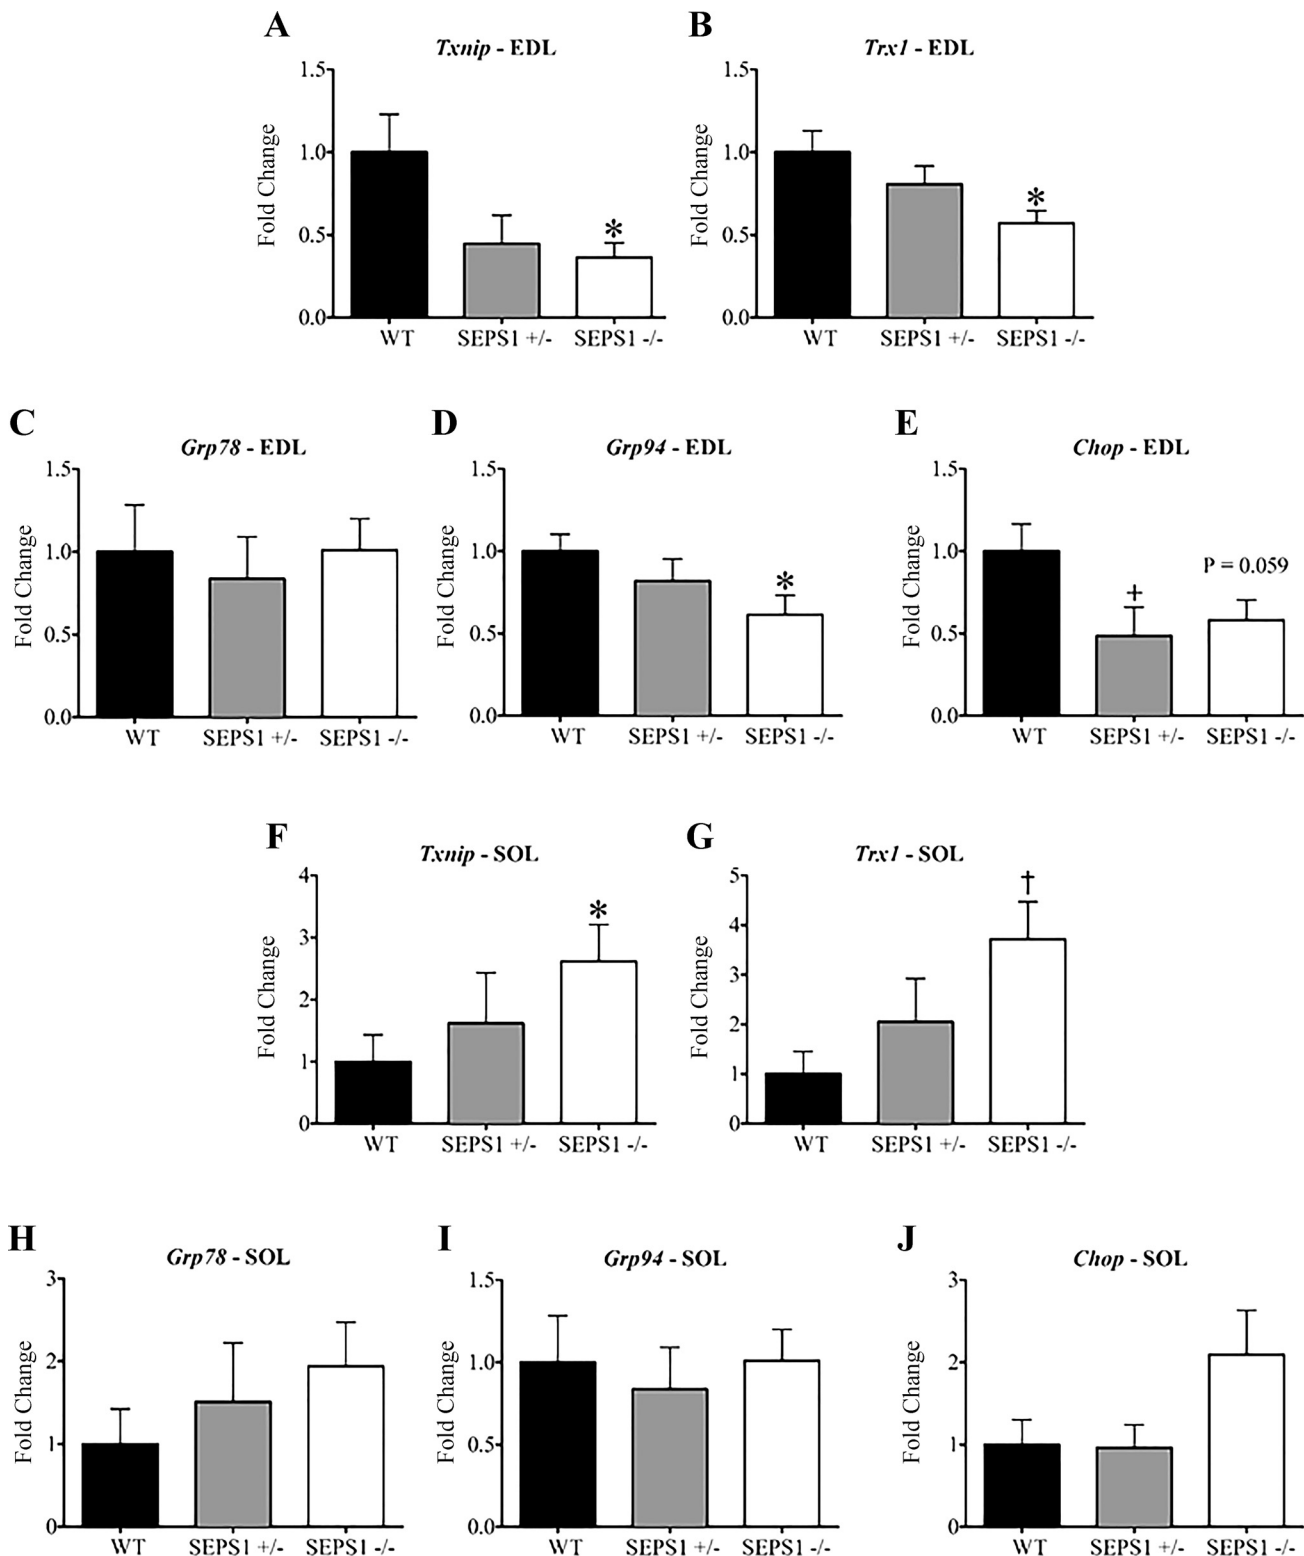 A
Txnip - EDL
Fold Change
1.5
1.0
0.5
0.0
*
WT
SEPS1 +/-
SEPS1 -/-
B
Trx1 - EDL
Fold Change
1.5
1.0
0.5
0.0
*
WT
SEPS1 +/-
SEPS1 -/-
C
Grp78 - EDL
Fold Change
1.5
1.0
0.5
0.0
WT
SEPS1 +/-
SEPS1 -/-
D
Grp94 - EDL
Fold Change
1.5
1.0
0.5
0.0
*
WT
SEPS1 +/-
SEPS1 -/-
E
Chop - EDL
Fold Change
1.5
1.0
0.5
0.0
+
P = 0.059
WT
SEPS1 +/-
SEPS1 -/-
F
Txnip - SOL
Fold Change
4
3
2
1
0
*
WT
SEPS1 +/-
SEPS1 -/-
G
Trx1 - SOL
Fold Change
5
4
3
2
1
0
†
WT
SEPS1 +/-
SEPS1 -/-
H
Grp78 - SOL
Fold Change
3
2
1
0
WT
SEPS1 +/-
SEPS1 -/-
I
Grp94 - SOL
Fold Change
1.5
1.0
0.5
0.0
WT
SEPS1 +/-
SEPS1 -/-
J
Chop - SOL
Fold Change
3
2
1
0
WT
SEPS1 +/-
SEPS1 -/-